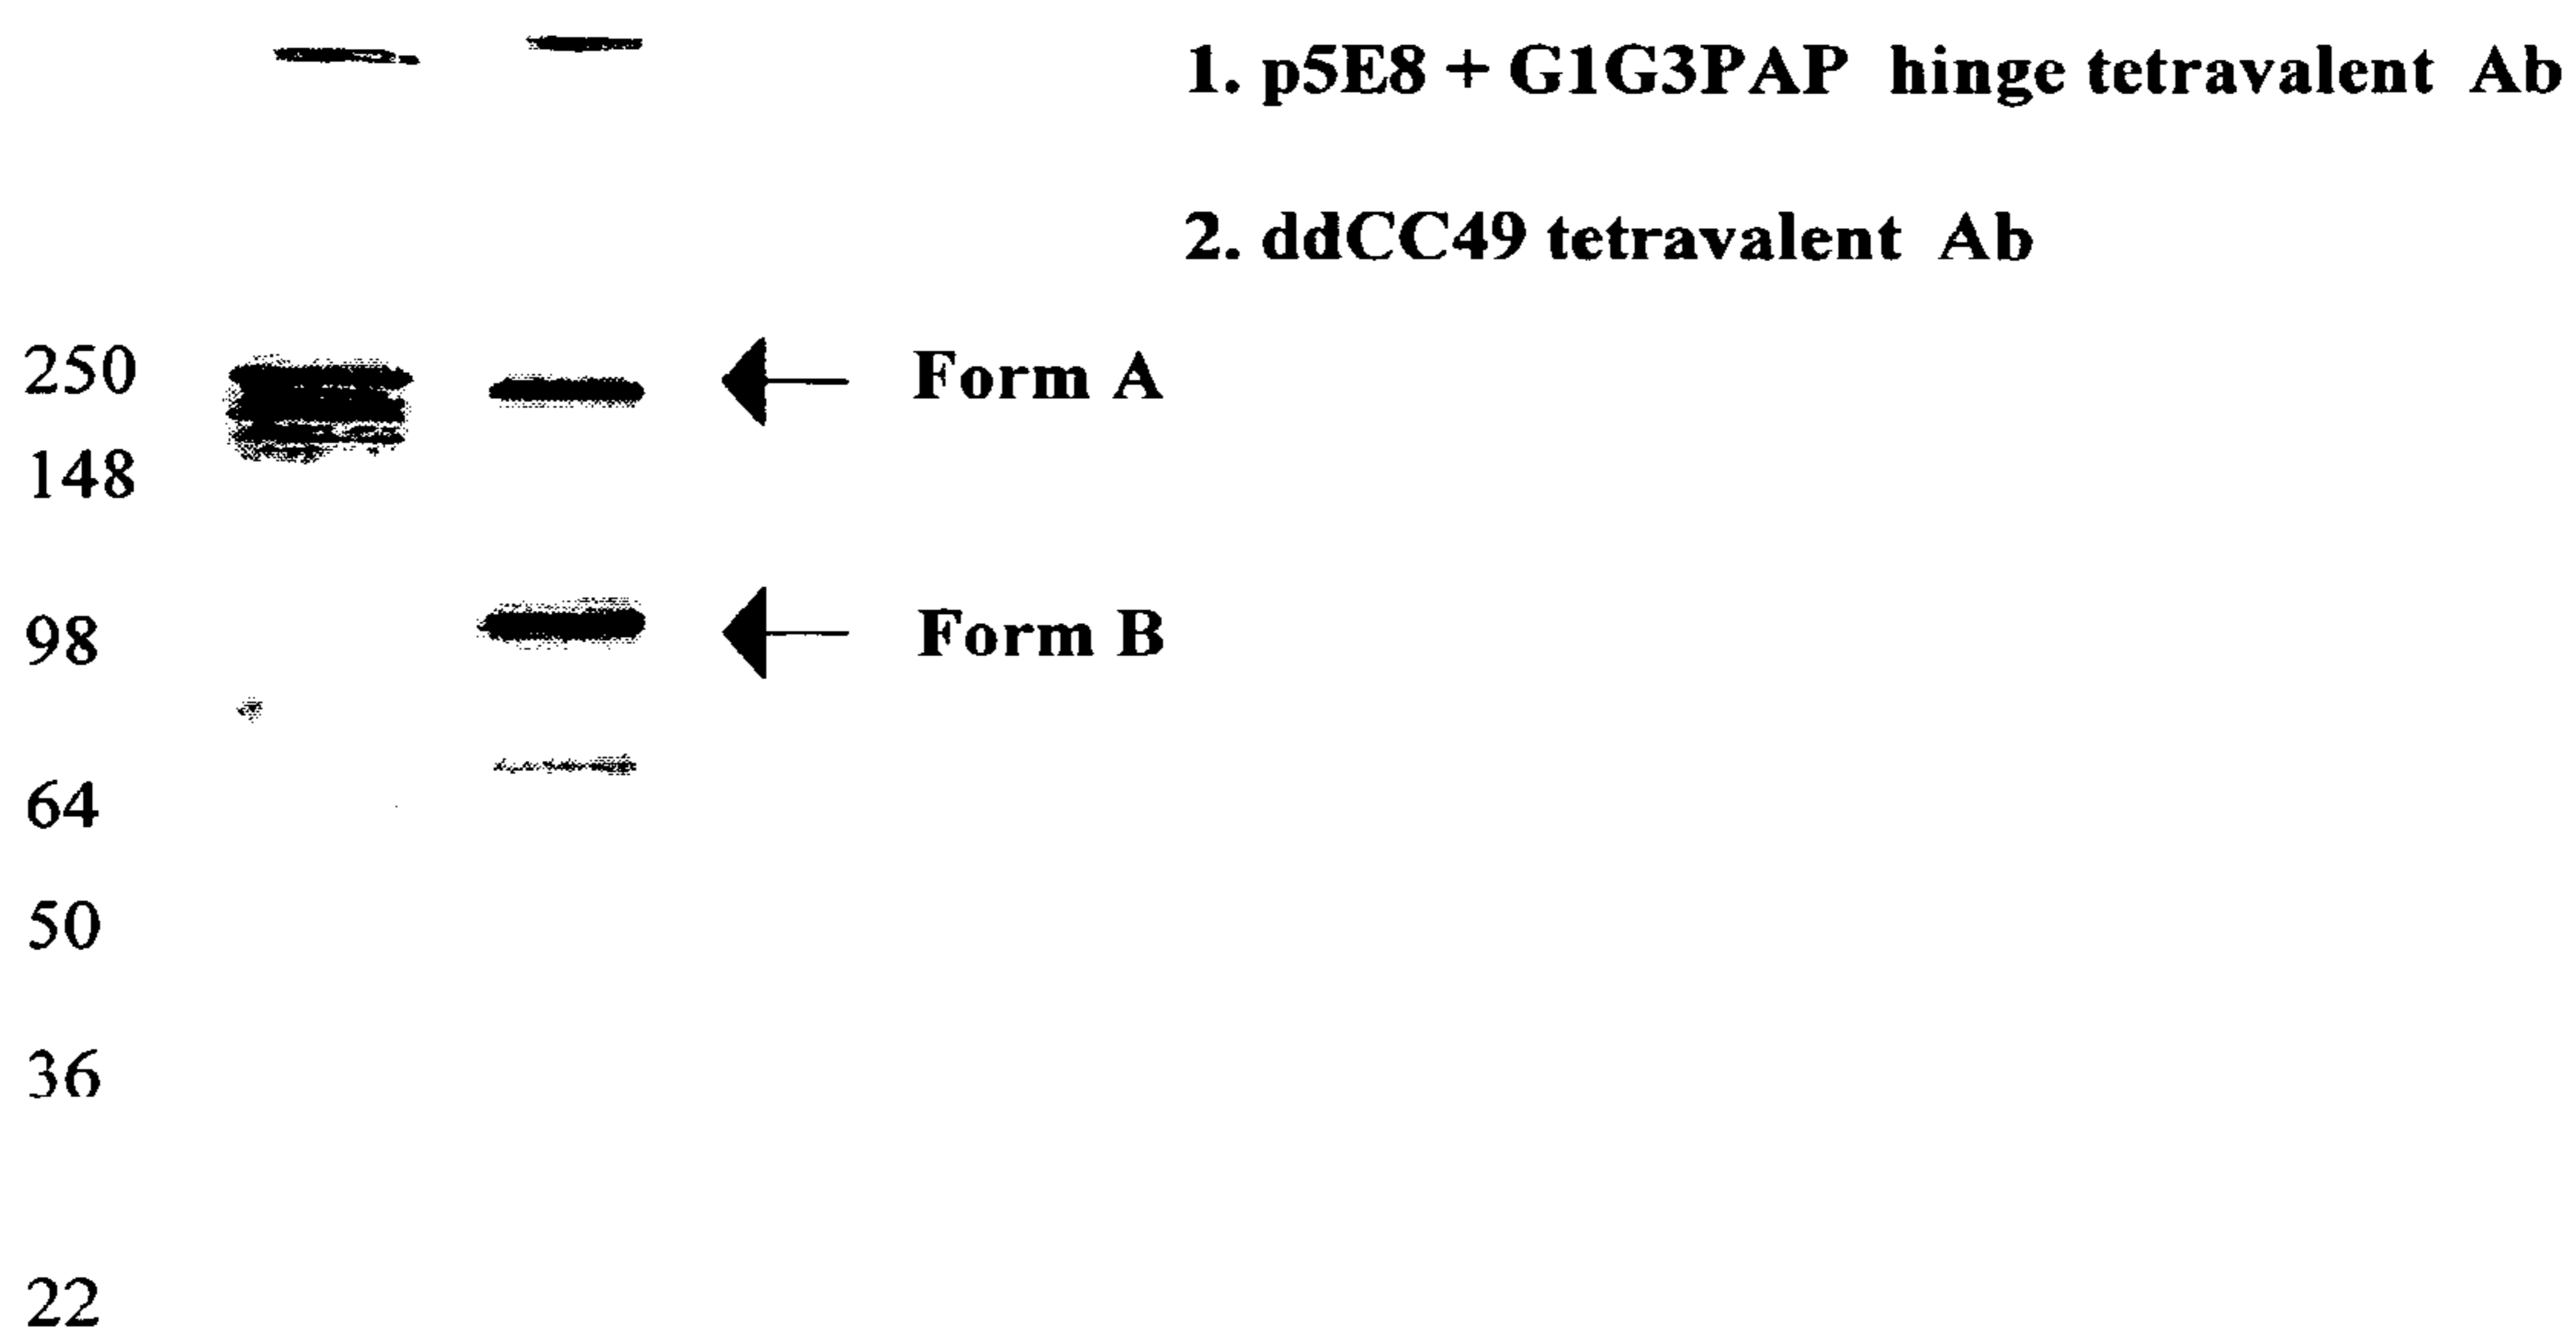 1. p5E8 + G1G3PAP hinge tetravalent Ab
2. ddCC49 tetravalent Ab
250
Form A
148
98
Form B
64
50
36
22